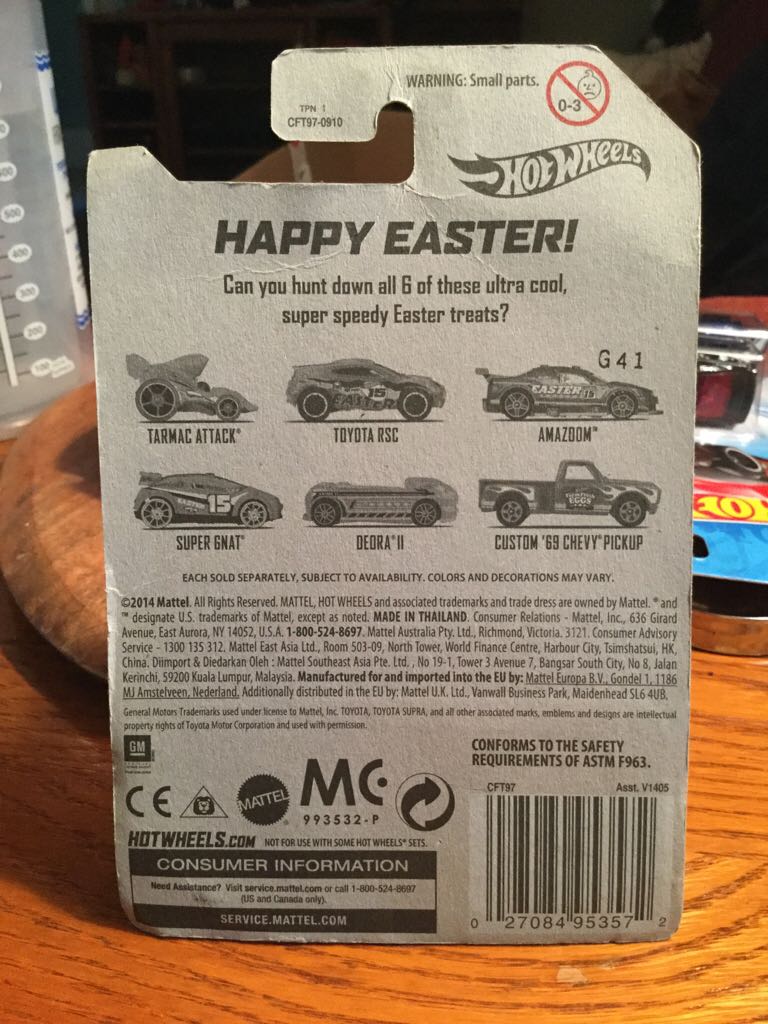 WARNING: Small parts.
0-3
TPN 1
CFT97-0910
HOT WHEELS
HAPPY EASTER!
Can you hunt down all 6 of these ultra cool,
super speedy Easter treats?
G41
EASTER 15
15
EASTER
EASTER 15
TARMAC ATTACK®
TOYOTA RSC
AMAZOOM™
EGGS
SUPER GNAT®
DEORA® II
CUSTOM '69 CHEVY® PICKUP
EACH SOLD SEPARATELY, SUBJECT TO AVAILABILITY. COLORS AND DECORATIONS MAY VARY.
©2014 Mattel. All Rights Reserved. MATTEL, HOT WHEELS and associated trademarks and trade dress are owned by Mattel. ® and
™ designate U.S. trademarks of Mattel, except as noted. MADE IN THAILAND. Consumer Relations - Mattel, Inc., 636 Girard
Avenue, East Aurora, NY 14052, U.S.A. 1-800-524-8697. Mattel Australia Pty. Ltd., Richmond, Victoria. 3121. Consumer Advisory
Service - 1300 135 312. Mattel East Asia Ltd., Room 503-09, North Tower, World Finance Centre, Harbour City, Tsimshatsui, HK,
China. Diimport & Diedarkan Oleh : Mattel Southeast Asia Pte. Ltd. , No 19-1, Tower 3 Avenue 7, Bangsar South City, No 8, Jalan
Kerinchi, 59200 Kuala Lumpur, Malaysia. Manufactured for and imported into the EU by: Mattel Europa B.V., Gondel 1, 1186
MJ Amstelveen, Nederland. Additionally distributed in the EU by: Mattel U.K. Ltd., Vanwall Business Park, Maidenhead SL6 4UB.
General Motors Trademarks used under license to Mattel, Inc. TOYOTA, TOYOTA SUPRA, and all other associated marks, emblems and designs are intellectual
property rights of Toyota Motor Corporation and used with permission.
GM
CONFORMS TO THE SAFETY
REQUIREMENTS OF ASTM F963.
CE
MATTEL
MC
993532-P
CFT97
Asst. V1405
HOTWHEELS.COM NOT FOR USE WITH SOME HOT WHEELS® SETS.
CONSUMER INFORMATION
Need Assistance? Visit service.mattel.com or call 1-800-524-8697
(US and Canada only).
SERVICE.MATTEL.COM
0 27084 95357 2
500
400
300
200
100